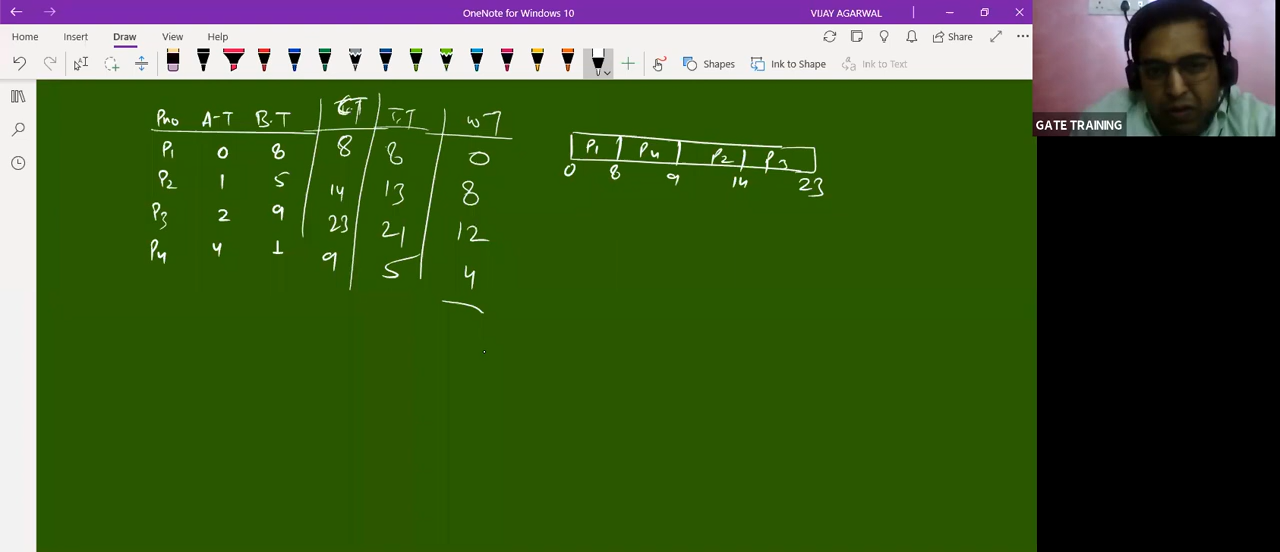 OneNote for Windows 10
VIJAY AGARWAL
Home Insert Draw View Help
Shapes Ink to Shape Ink to Text
Share
GATE TRAINING
Pno A-T B.T CT T.T WT
P1 0 8 8 8 0
P2 1 5 14 13 8
P3 2 9 23 21 12
P4 4 1 9 5 4
P1 P4 P2 P3
0 8 9 14 23